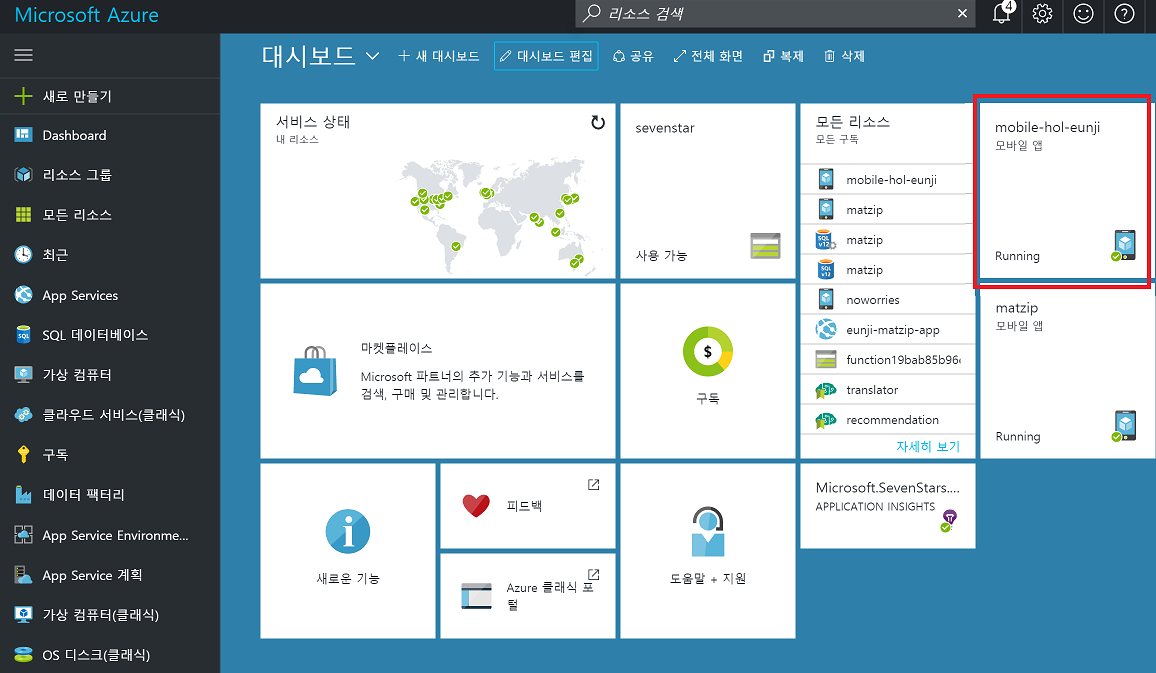 Microsoft Azure
리소스 검색
4
새로 만들기
Dashboard
리소스 그룹
모든 리소스
최근
App Services
SQL 데이터베이스
가상 컴퓨터
클라우드 서비스(클래식)
구독
데이터 팩터리
App Service Environme...
App Service 계획
가상 컴퓨터(클래식)
OS 디스크(클래식)
대시보드
새 대시보드
대시보드 편집
공유
전체 화면
복제
삭제
서비스 상태
내 리소스
sevenstar
사용 가능
모든 리소스
모든 구독
mobile-hol-eunji
matzip
matzip
matzip
noworries
eunji-matzip-app
function19bab85b96
translator
recommendation
자세히 보기
mobile-hol-eunji
모바일 앱
Running
matzip
모바일 앱
Running
마켓플레이스
Microsoft 파트너의 추가 기능과 서비스를
검색, 구매 및 관리합니다.
$
구독
새로운 기능
피드백
Azure 클래식 포
털
도움말 + 지원
Microsoft.SevenStars....
APPLICATION INSIGHTS